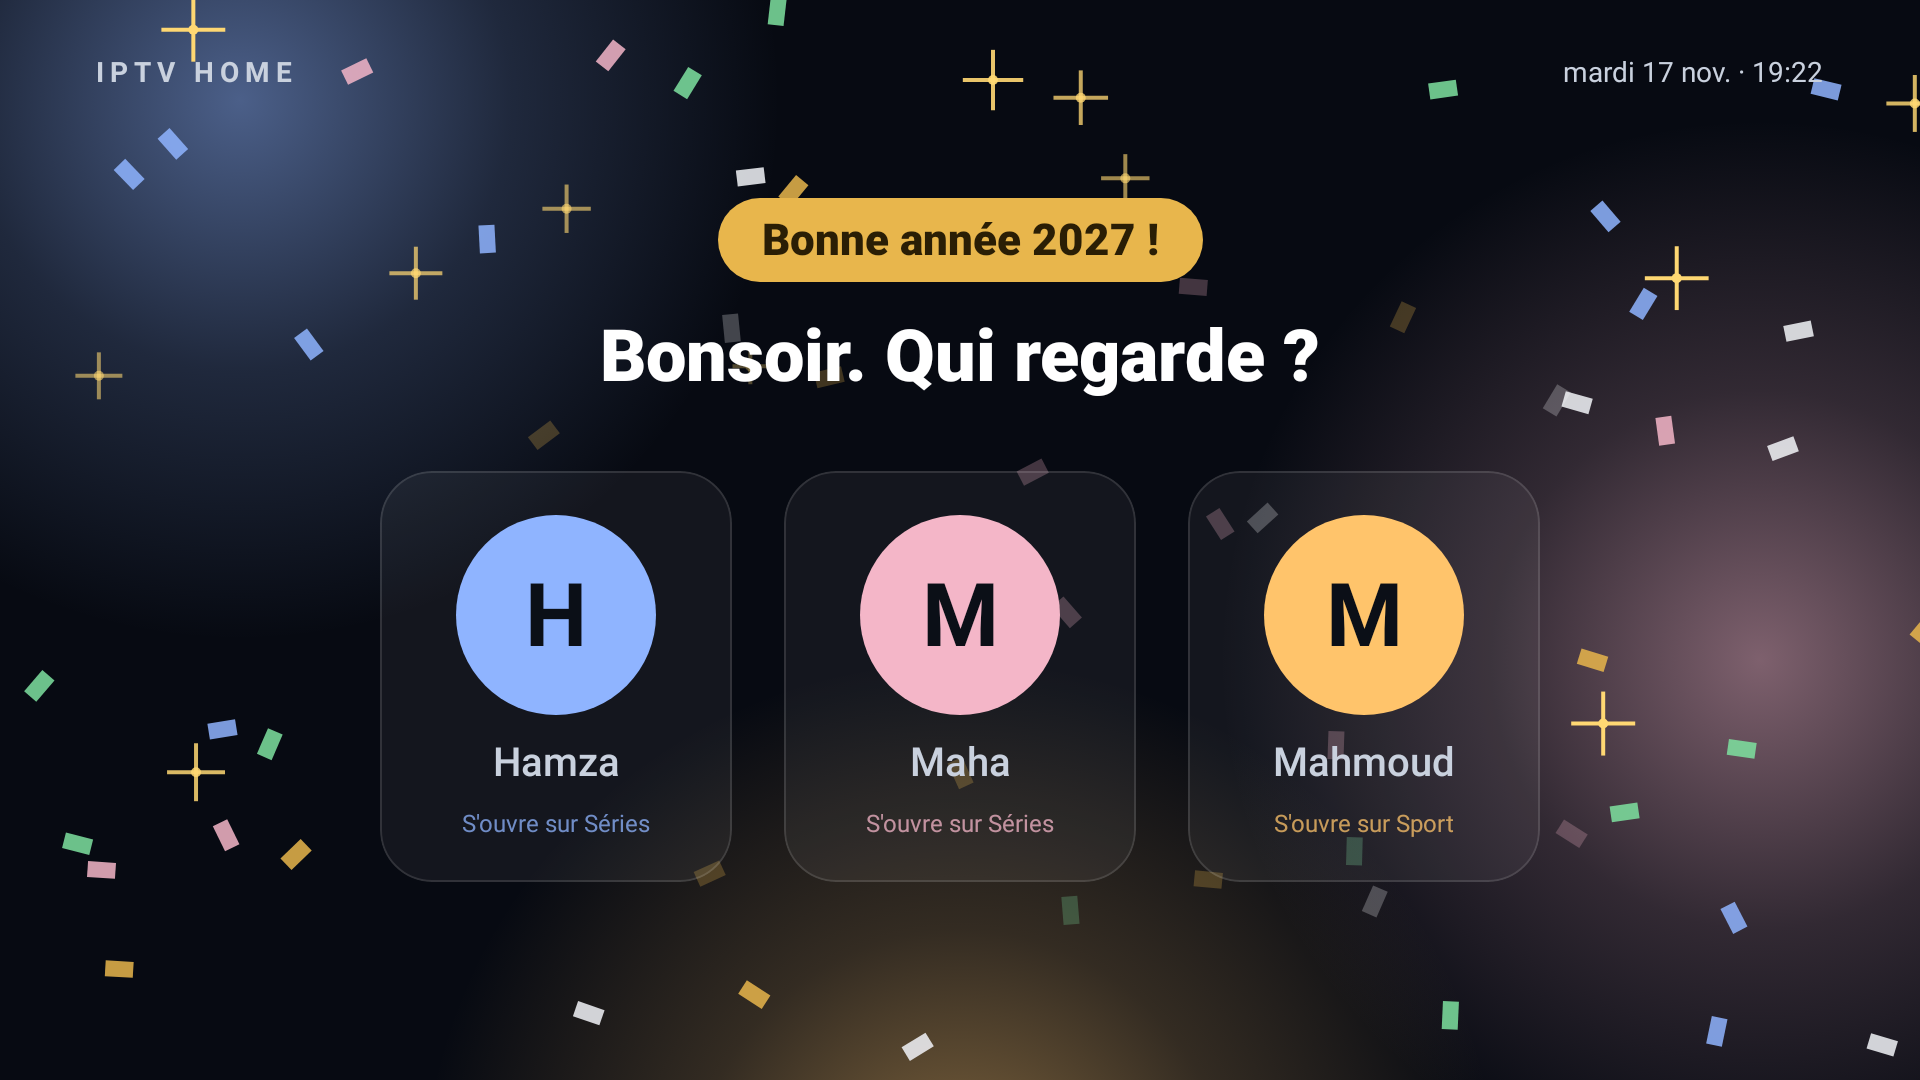 IPTV HOME
mardi 17 nov. · 19:22
Bonne année 2027 !
Bonsoir. Qui regarde ?
H
Hamza
S'ouvre sur Séries
M
Maha
S'ouvre sur Séries
M
Mahmoud
S'ouvre sur Sport